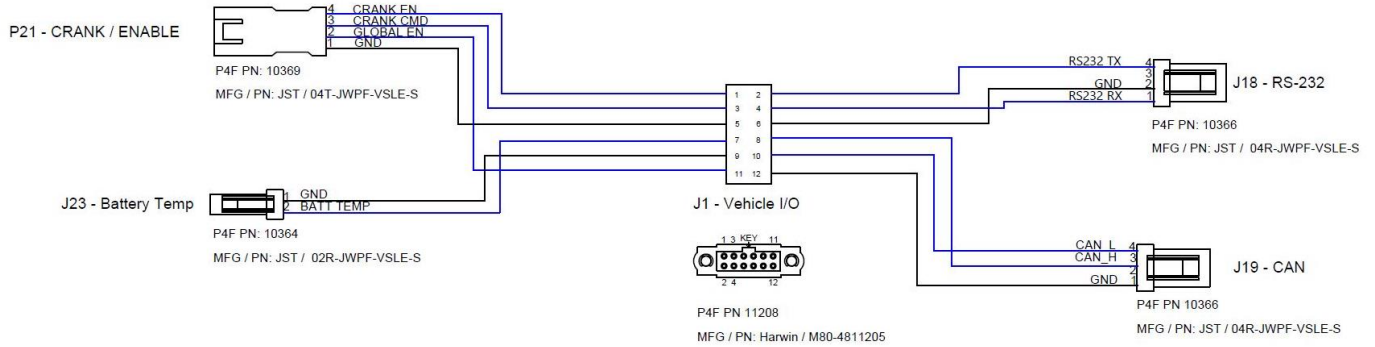 P21 - CRANK / ENABLE
4 CRANK EN
3 CRANK CMD
2 GLOBAL EN
1 GND
P4F PN: 10369
MFG / PN: JST / 04T-JWPF-VSLE-S
J23 - Battery Temp
1 GND
2 BATT TEMP
P4F PN: 10364
MFG / PN: JST / 02R-JWPF-VSLE-S
1 2
3 4
5 6
7 8
9 10
11 12
J1 - Vehicle I/O
1 3 KEY 11
2 4 12
P4F PN 11208
MFG / PN: Harwin / M80-4811205
RS232 TX 4
3
GND 2
RS232 RX 1
J18 - RS-232
P4F PN: 10366
MFG / PN: JST / 04R-JWPF-VSLE-S
CAN_L 4
CAN_H 3
2
GND 1
J19 - CAN
P4F PN 10366
MFG / PN: JST / 04R-JWPF-VSLE-S